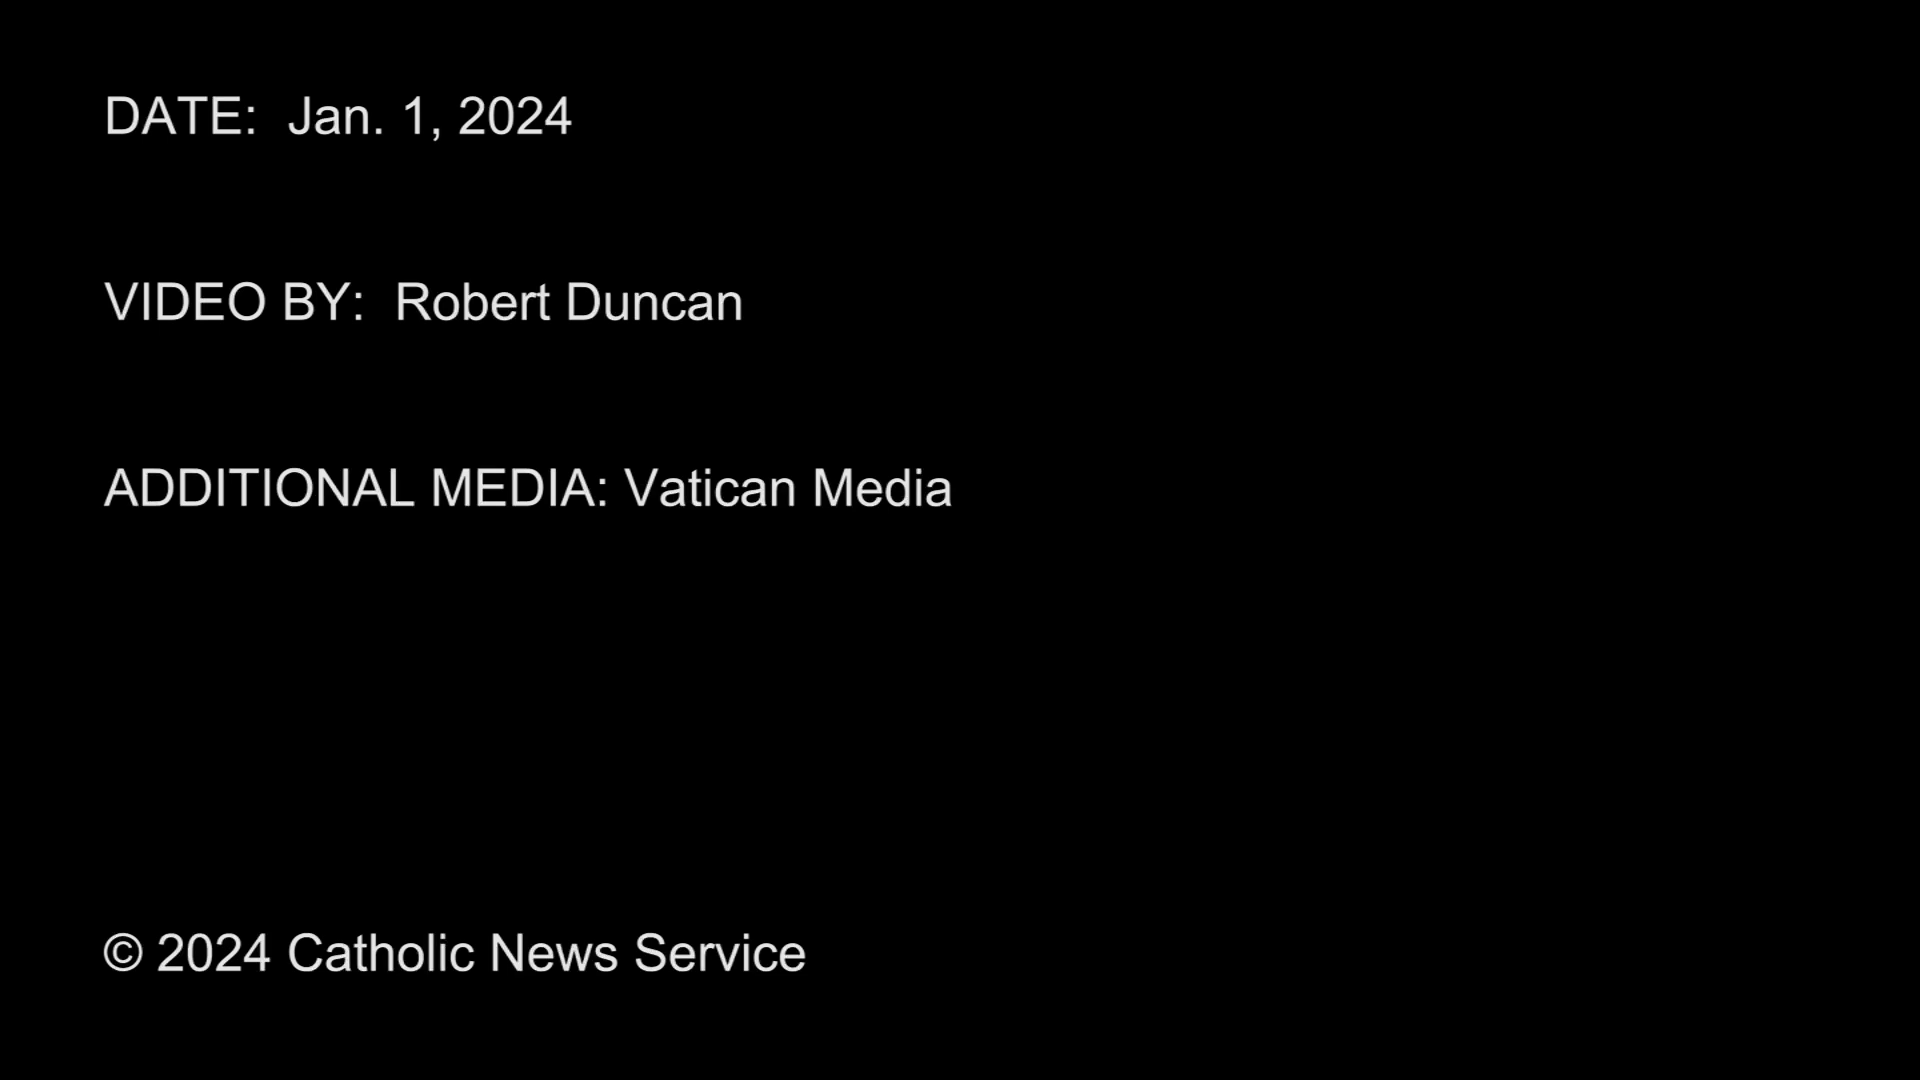 DATE:  Jan. 1, 2024
VIDEO BY:  Robert Duncan
ADDITIONAL MEDIA: Vatican Media
© 2024 Catholic News Service